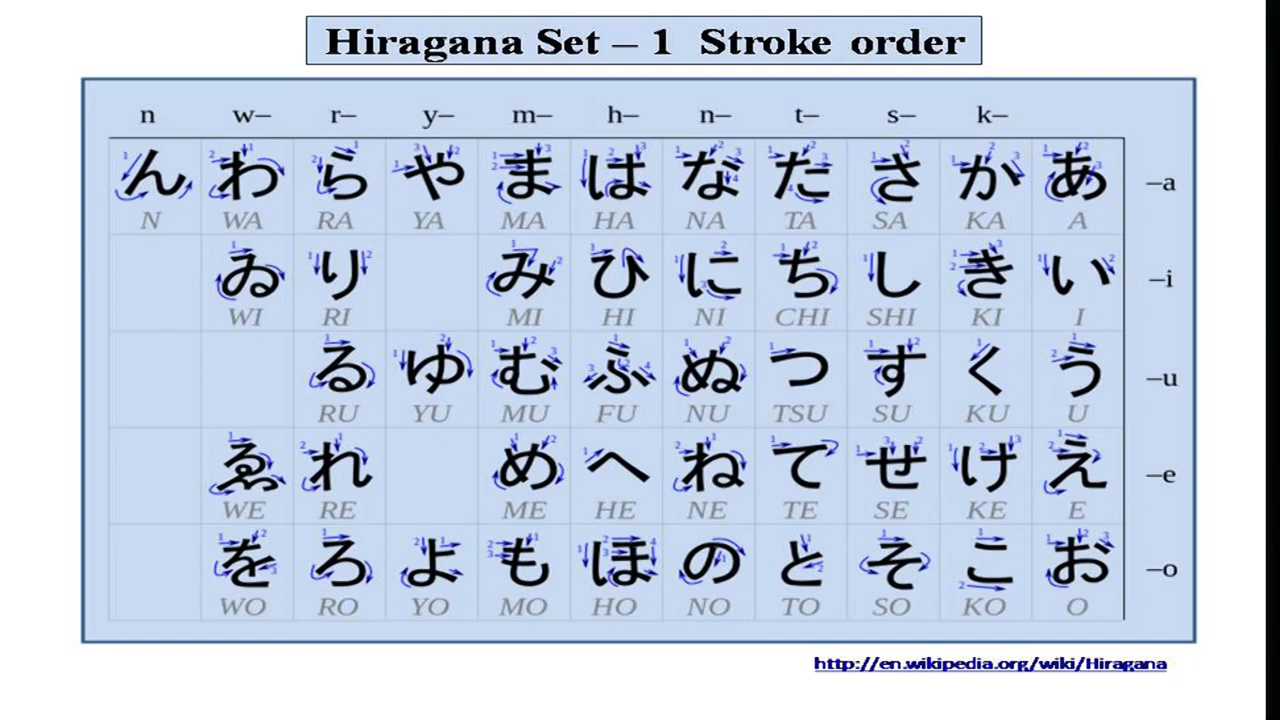 Hiragana Set – 1 Stroke order
n w– r– y– m– h– n– t– s– k–
ん わ ら や ま は な た さ か あ –a
N WA RA YA MA HA NA TA SA KA A
ゐ り み ひ に ち し き い –i
WI RI MI HI NI CHI SHI KI I
る ゆ む ふ ぬ つ す く う –u
RU YU MU FU NU TSU SU KU U
ゑ れ め へ ね て せ け え –e
WE RE ME HE NE TE SE KE E
を ろ よ も ほ の と そ こ お –o
WO RO YO MO HO NO TO SO KO O
http://en.wikipedia.org/wiki/Hiragana